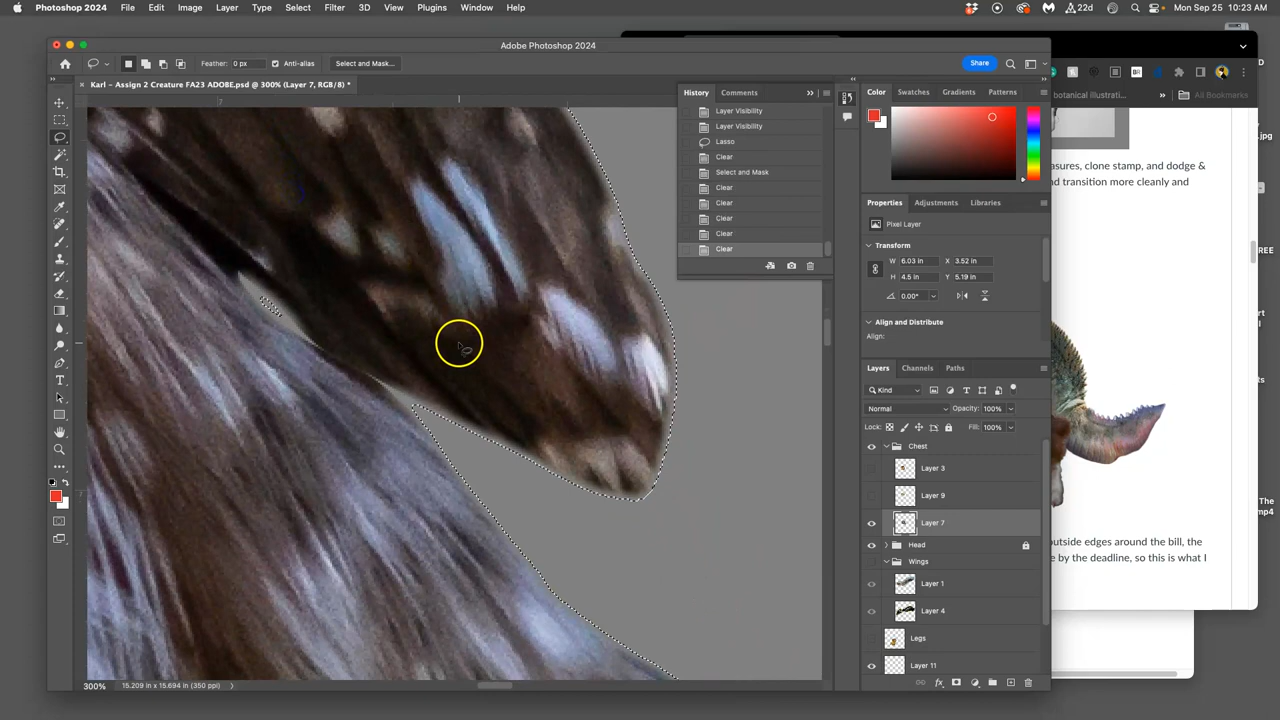 Photoshop 2024 File Edit Image Layer Type Select Filter 3D View Plugins Window Help 22d Mon Sep 25 10:23 AM
Adobe Photoshop 2024
Feather: 0 px Anti-alias Select and Mask... Share
Karl – Assign 2 Creature FA23 ADOBE.psd @ 300% (Layer 7, RGB/8) *
History Comments
Layer Visibility
Layer Visibility
Lasso
Clear
Select and Mask
Clear
Clear
Clear
Clear
Clear
Color Swatches Gradients Patterns
Properties Adjustments Libraries
Pixel Layer
Transform
W 6.03 in X 3.52 in
H 4.5 in Y 5.19 in
0.00°
Align and Distribute
Align:
Layers Channels Paths
Kind
Normal Opacity: 100%
Lock: Fill: 100%
Chest
Layer 3
Layer 9
Layer 7
Head
Wings
Layer 1
Layer 4
Legs
Layer 11
300% 15.209 in x 15.694 in (350 ppi)
BR
botanical illustrati... All Bookmarks
.jpg
asures, clone stamp, and dodge &
nd transition more cleanly and
outside edges around the bill, the
e by the deadline, so this is what I
The
mp4